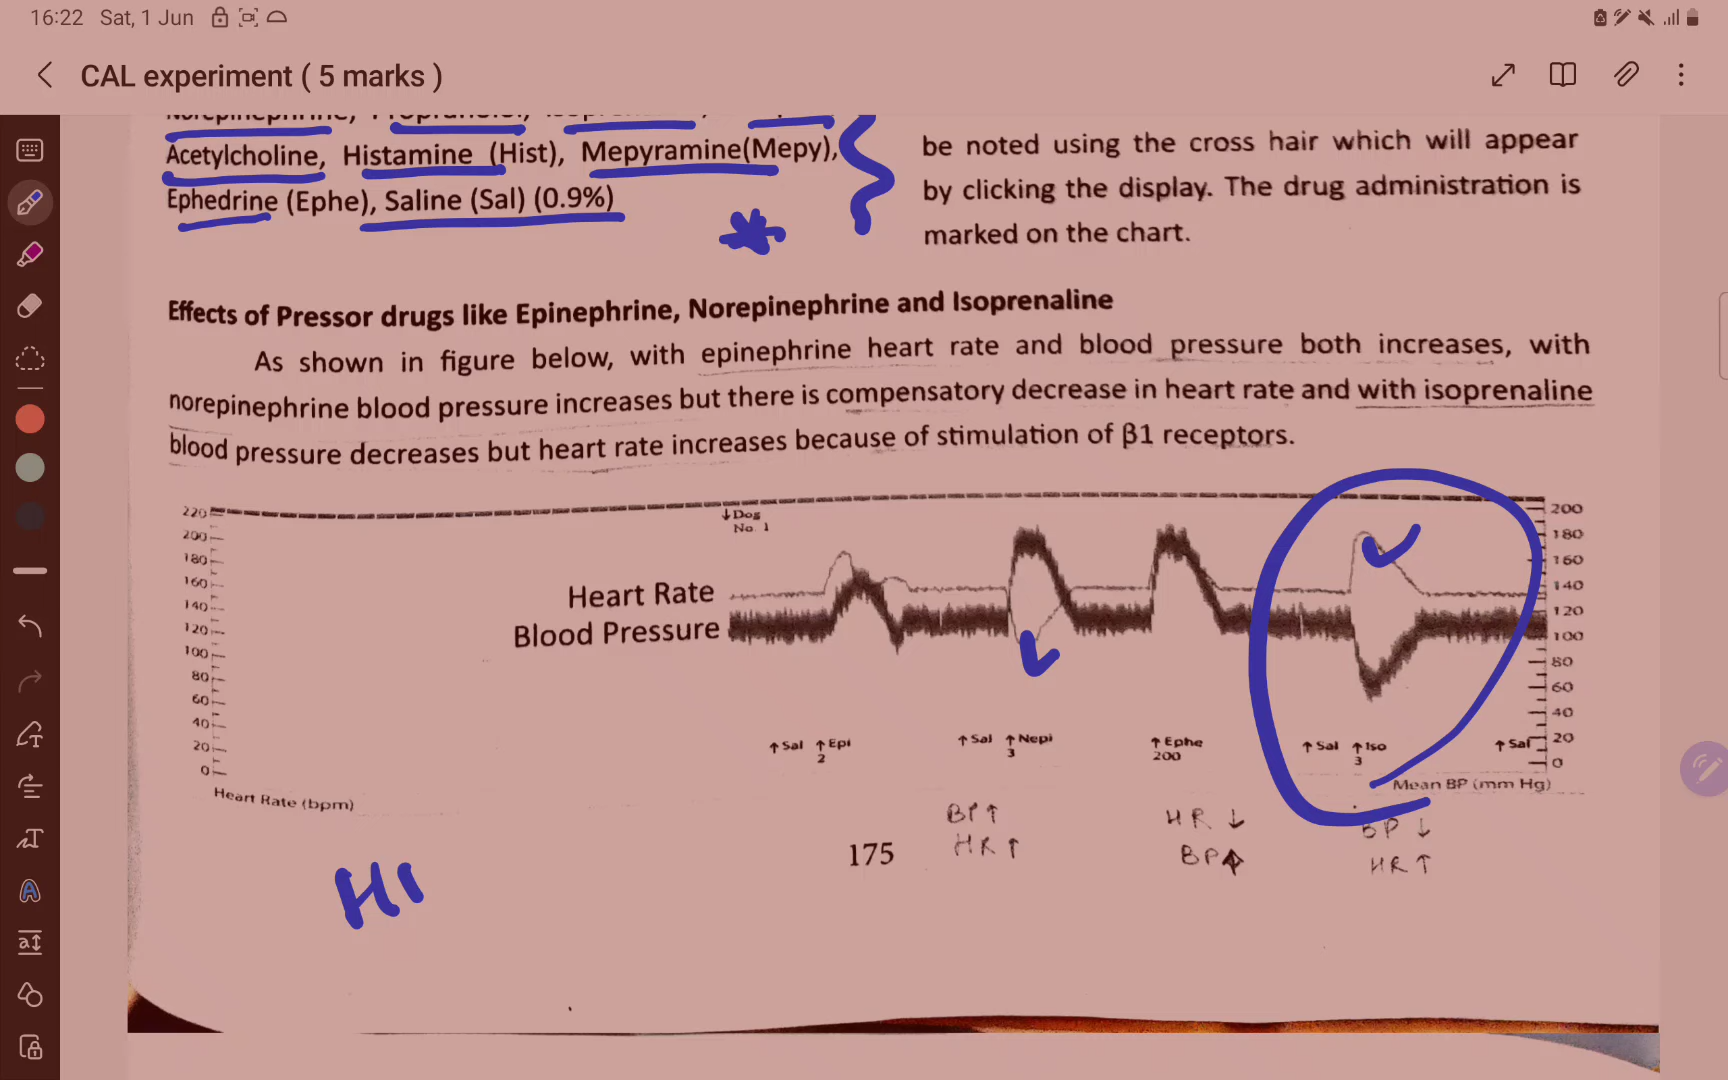 16:22 Sat, 1 Jun
CAL experiment ( 5 marks )
Acetylcholine, Histamine (Hist), Mepyramine(Mepy),
Ephedrine (Ephe), Saline (Sal) (0.9%)
be noted using the cross hair which will appear
by clicking the display. The drug administration is
marked on the chart.
Effects of Pressor drugs like Epinephrine, Norepinephrine and Isoprenaline
As shown in figure below, with epinephrine heart rate and blood pressure both increases, with
norepinephrine blood pressure increases but there is compensatory decrease in heart rate and with isoprenaline
blood pressure decreases but heart rate increases because of stimulation of β1 receptors.
220
200
180
160
140
120
100
80
60
40
20
0
Heart Rate (bpm)
↓Dog
No. 1
Heart Rate
Blood Pressure
↑Sal ↑Epi
2
↑Sal ↑Nepi
3
↑Ephe
200
↑Sal ↑Iso
3
↑Sal
200
180
160
140
120
100
80
60
40
20
0
Mean BP (mm Hg)
BP↑
HR↑
HR↓
BP↑
BP↓
HR↑
175
HI